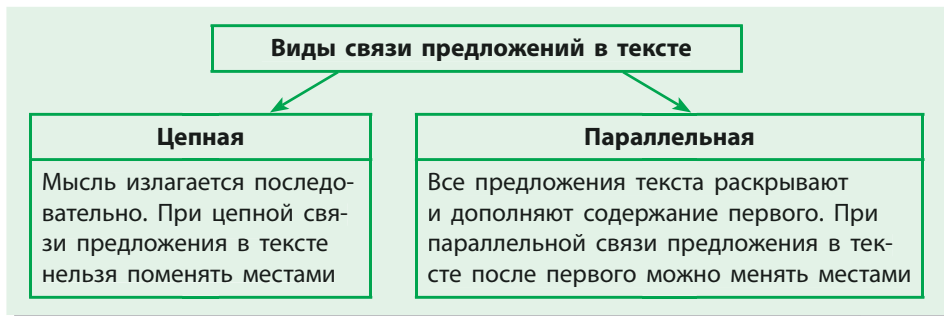 Виды связи предложений в тексте
Цепная
Мысль излагается последо-
вательно. При цепной свя-
зи предложения в тексте
нельзя поменять местами
Параллельная
Все предложения текста раскрывают
и дополняют содержание первого. При
параллельной связи предложения в тек-
сте после первого можно менять местами